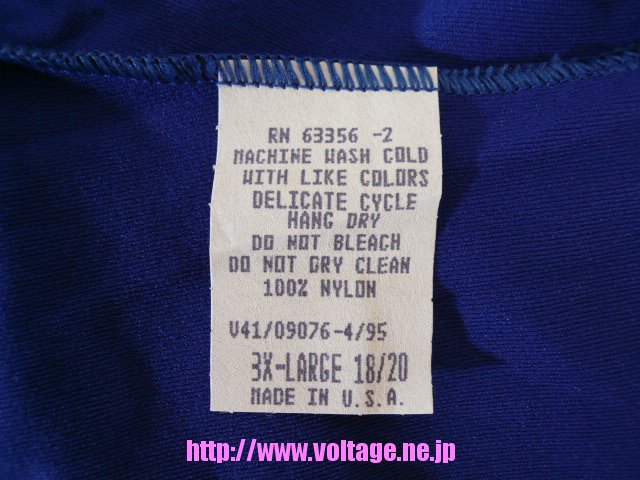 RN 63356 -2
MACHINE WASH COLD
WITH LIKE COLORS
DELICATE CYCLE
HANG DRY
DO NOT BLEACH
DO NOT DRY CLEAN
100% NYLON
V41/09076-4/95
3X-LARGE 18/20
MADE IN U.S.A.
http://www.voltage.ne.jp